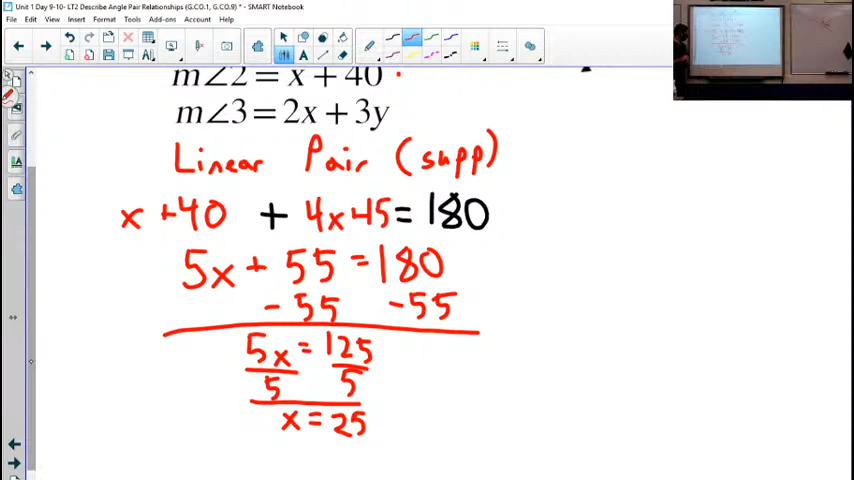 Unit 1 Day 9-10- LT2 Describe Angle Pair Relationships (G.CO.1, G.CO.9) * - SMART Notebook
File Edit View Insert Format Tools Add-ons Account Help
m∠2 = x + 40
m∠3 = 2x + 3y
Linear Pair (supp)
x + 40 + 4x + 15 = 180
5x + 55 = 180
- 55 - 55
5x = 125
5 5
x = 25